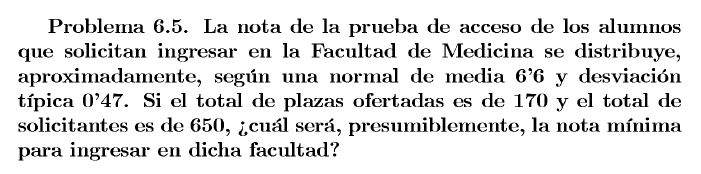 Problema 6.5. La nota de la prueba de acceso de los alumnos
que solicitan ingresar en la Facultad de Medicina se distribuye,
aproximadamente, según una normal de media 6'6 y desviación
típica 0'47. Si el total de plazas ofertadas es de 170 y el total de
solicitantes es de 650, ¿cuál será, presumiblemente, la nota mínima
para ingresar en dicha facultad?